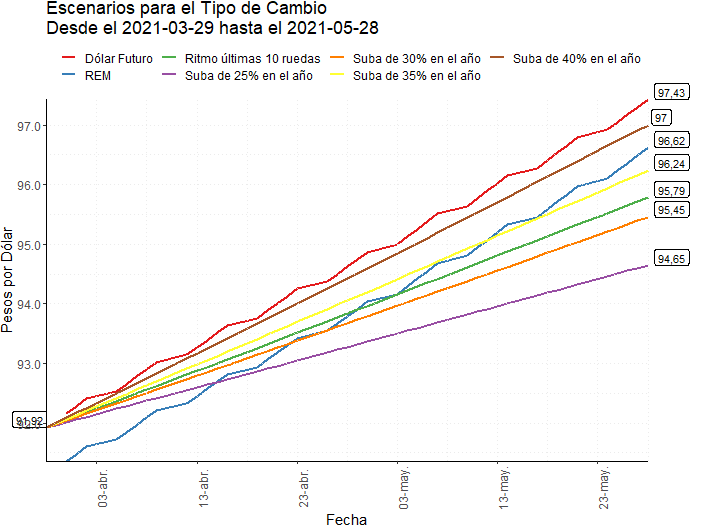 Escenarios para el Tipo de Cambio
Desde el 2021-03-29 hasta el 2021-05-28
Dólar Futuro
Ritmo últimas 10 ruedas
Suba de 30% en el año
Suba de 40% en el año
REM
Suba de 25% en el año
Suba de 35% en el año
97,43
97
96,62
96,24
95,79
95,45
94,65
97.0
96.0
95.0
94.0
93.0
91,92
Pesos por Dólar
03-abr.
13-abr.
23-abr.
03-may.
13-may.
23-may.
Fecha